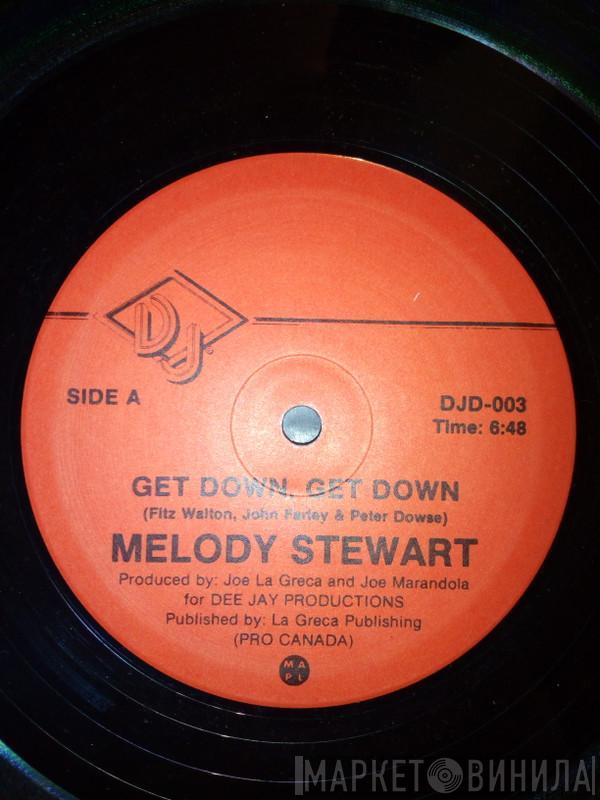 DJ
SIDE A
DJD-003
Time: 6:48
GET DOWN, GET DOWN
(Fitz Walton, John Farley & Peter Dowse)
MELODY STEWART
Produced by: Joe La Greca and Joe Marandola
for DEE JAY PRODUCTIONS
Published by: La Greca Publishing
(PRO CANADA)
M A
P L
МАРКЕТ ВИНИЛА